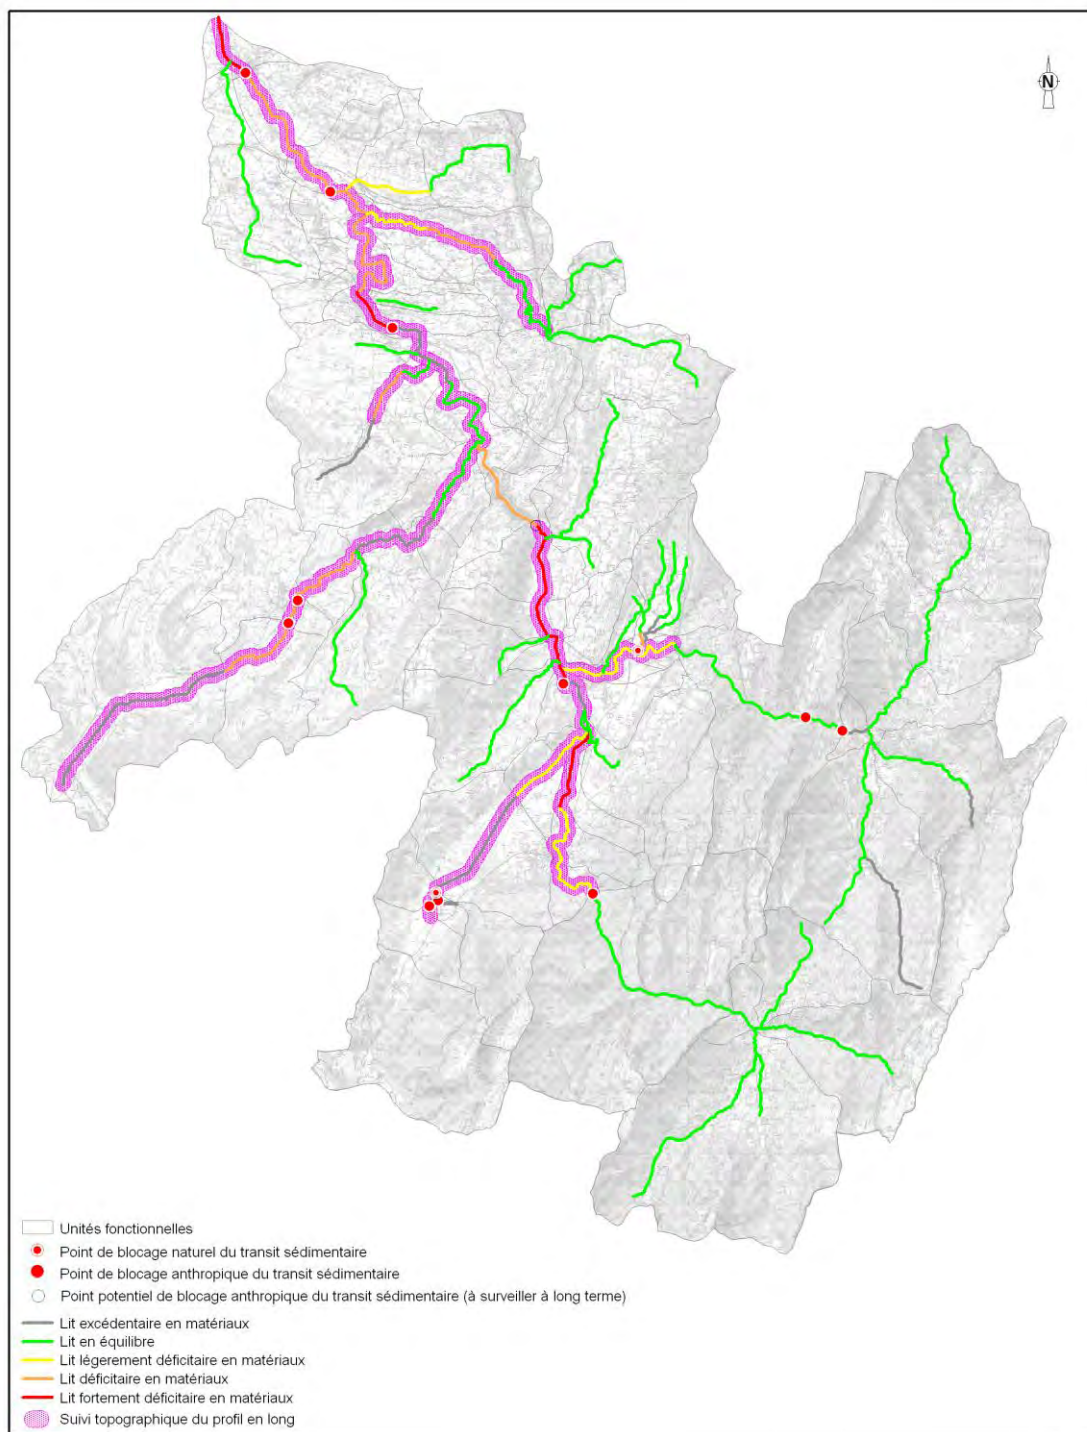 N
Unités fonctionnelles
Point de blocage naturel du transit sédimentaire
Point de blocage anthropique du transit sédimentaire
Point potentiel de blocage anthropique du transit sédimentaire (à surveiller à long terme)
Lit excédentaire en matériaux
Lit en équilibre
Lit légerement déficitaire en matériaux
Lit déficitaire en matériaux
Lit fortement déficitaire en matériaux
Suivi topographique du profil en long